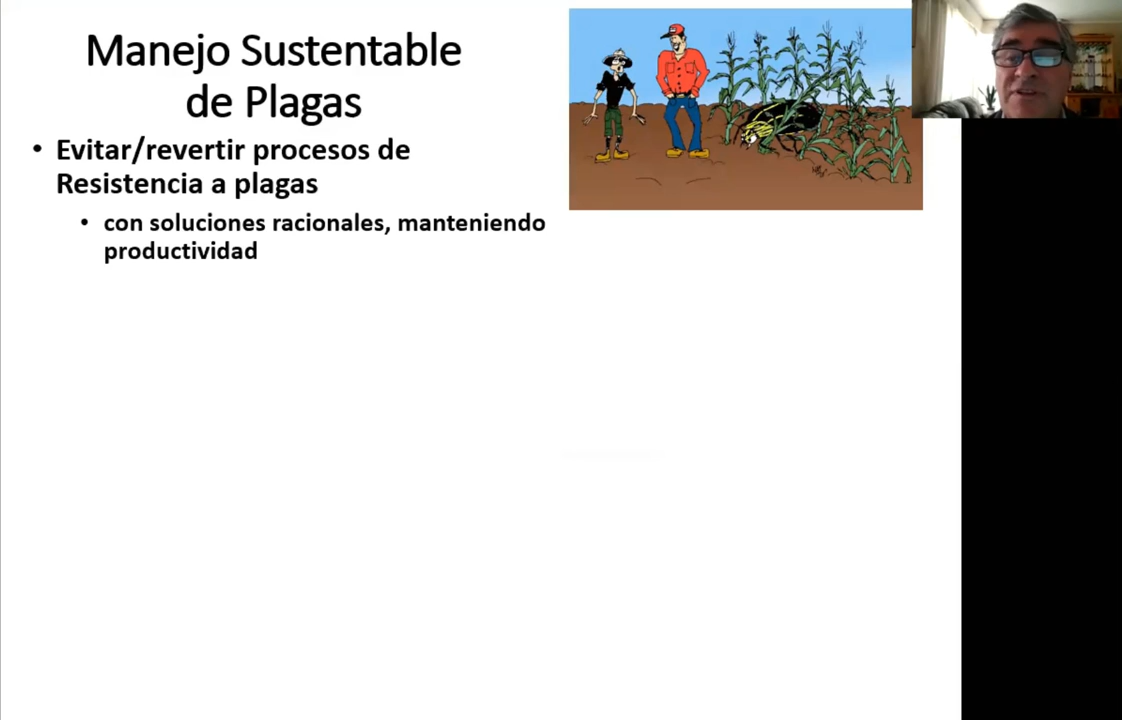 Manejo Sustentable
de Plagas
• Evitar/revertir procesos de
Resistencia a plagas
• con soluciones racionales, manteniendo
productividad